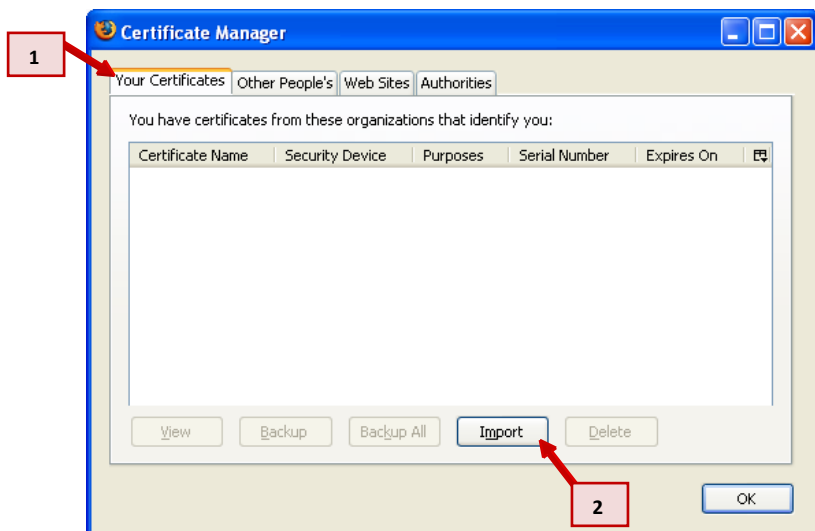 Certificate Manager
1
Your Certificates Other People's Web Sites Authorities
You have certificates from these organizations that identify you:
Certificate Name Security Device Purposes Serial Number Expires On
View Backup Backup All Import Delete
2
OK